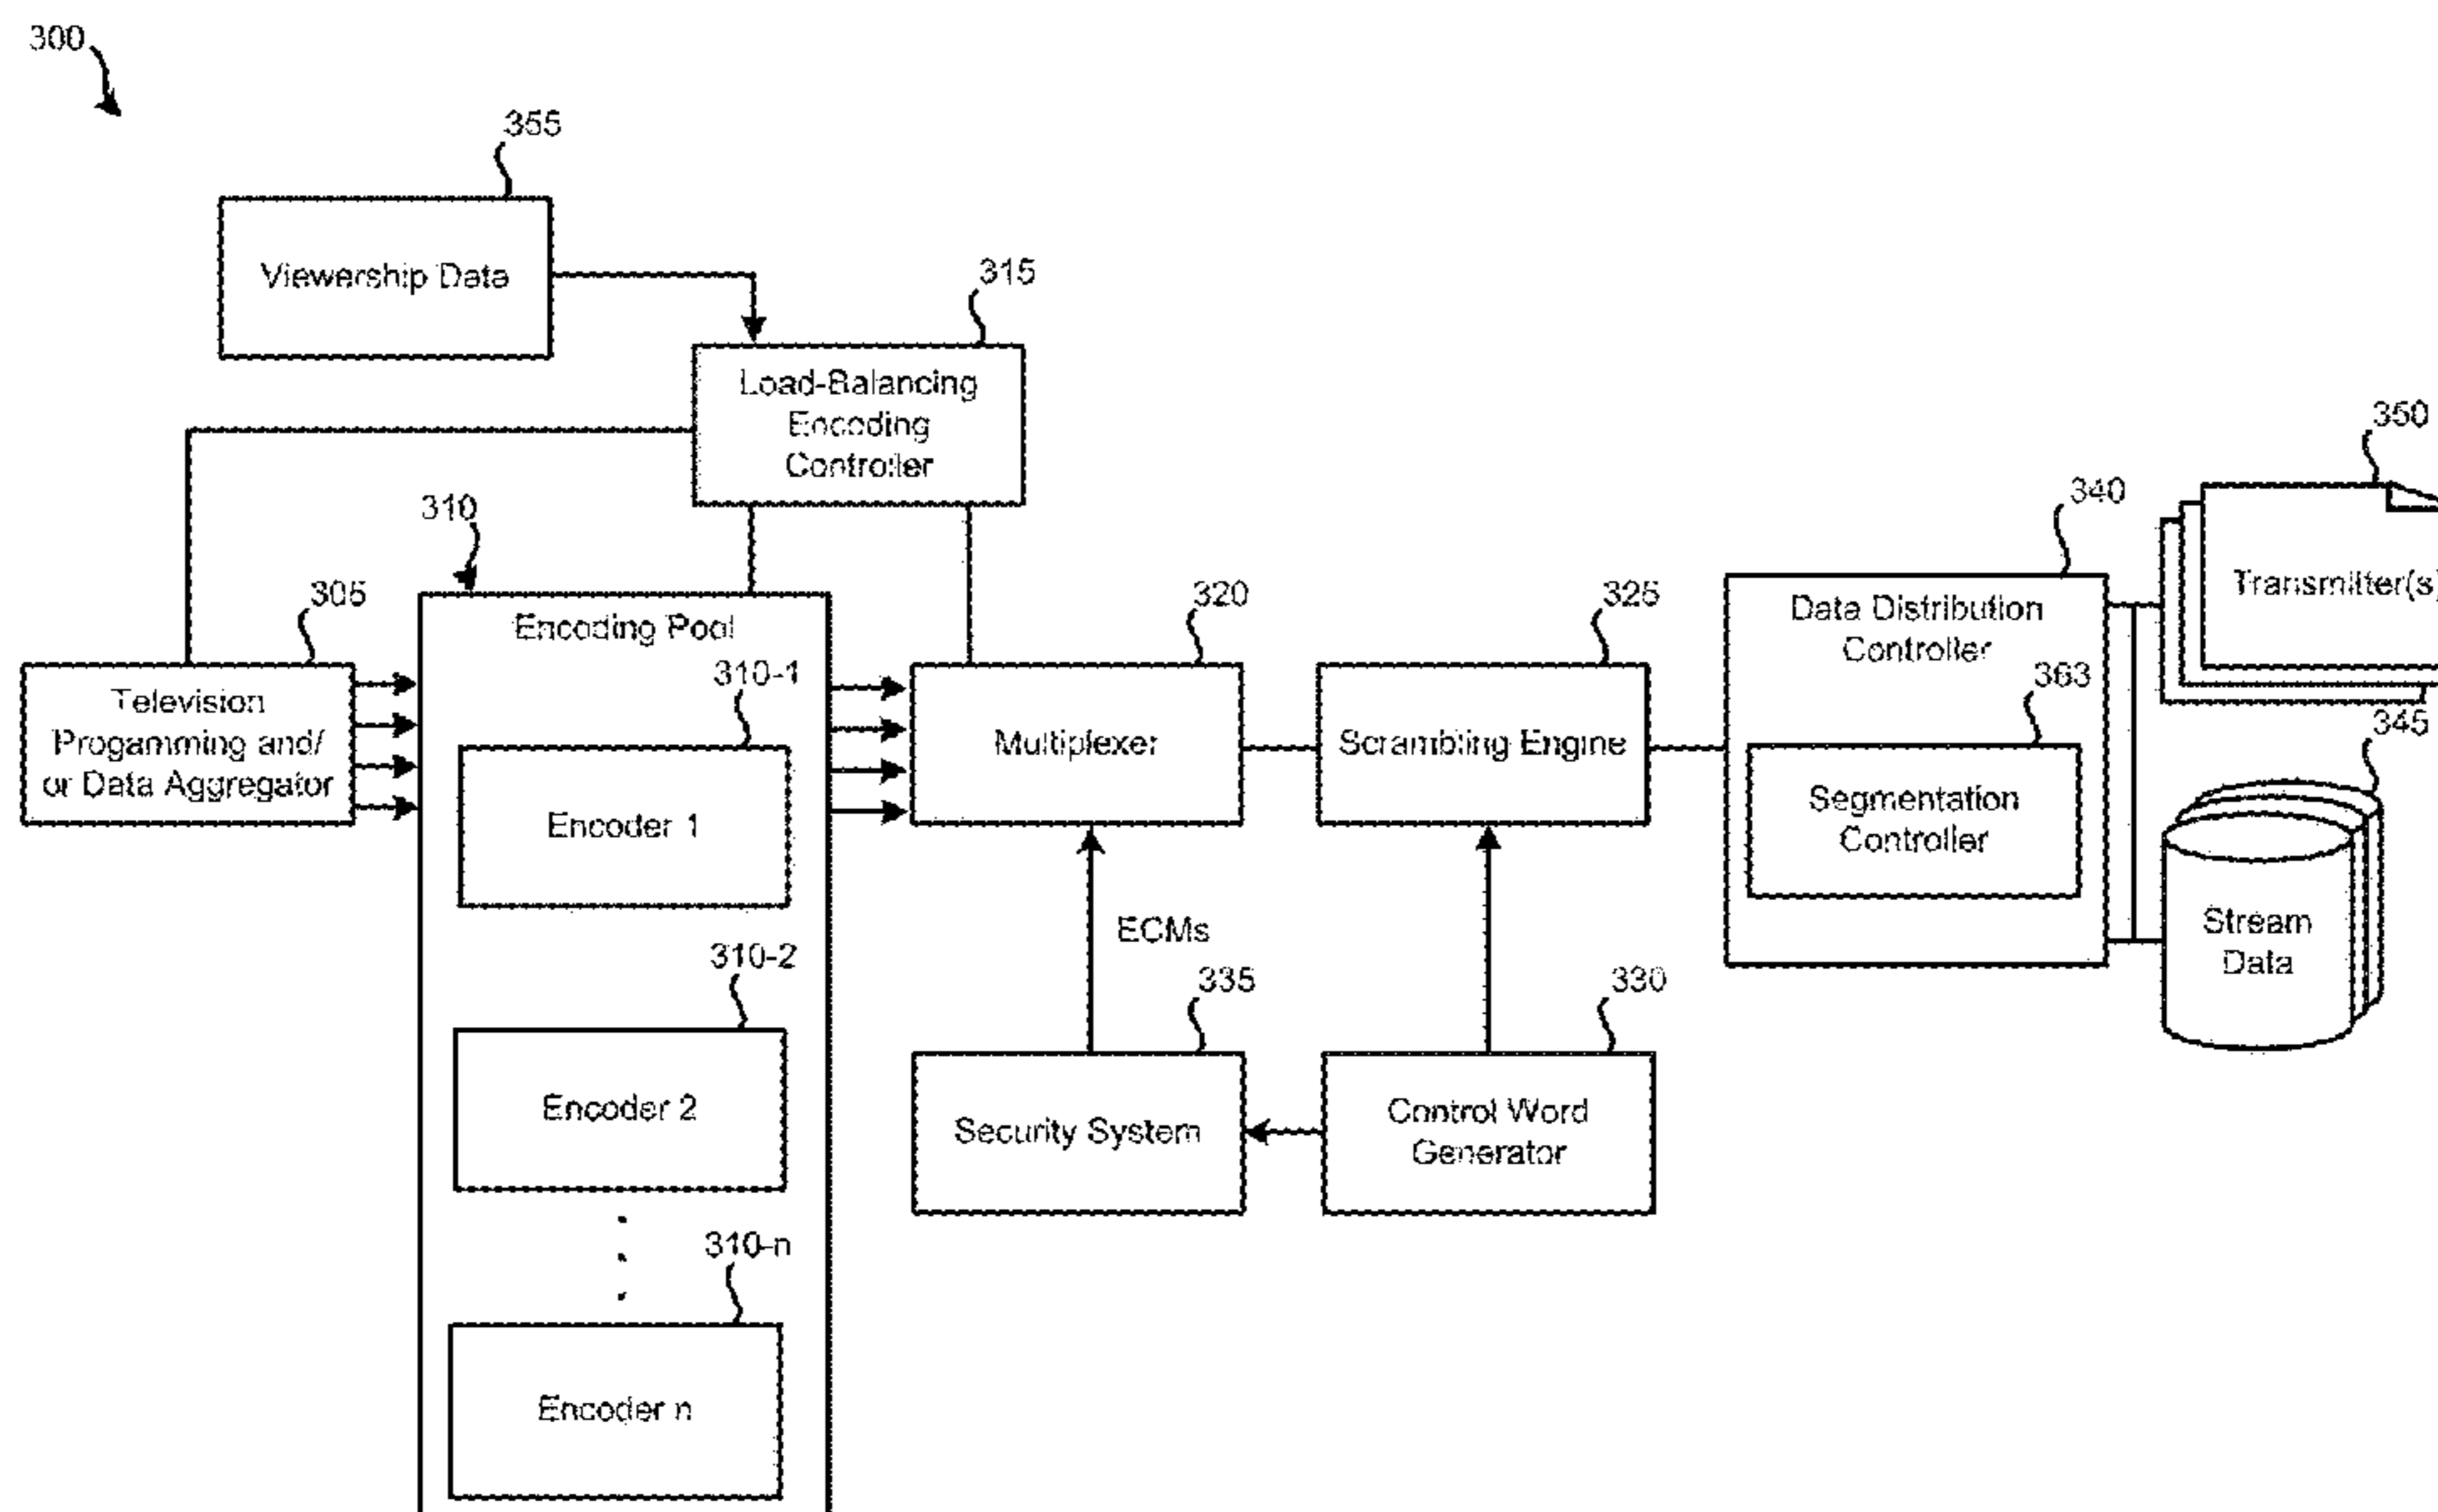 300
355
Viewership Data
315
Load-Balancing
Encoding
Controller
350
Transmitter(s)
340
Data Distribution
Controller
363
Segmentation
Controller
345
Stream
Data
310
Encoding Pool
305
Television
Progamming and/
or Data Aggregator
310-1
Encoder 1
320
Multiplexer
325
Scrambling Engine
ECMs
310-2
Encoder 2
335
Security System
330
Control Word
Generator
310-n
Encoder n